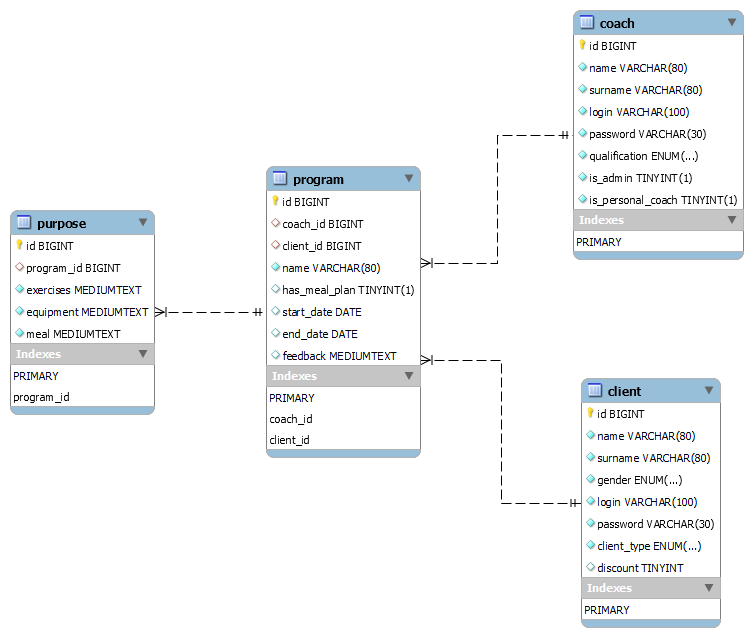 coach
id BIGINT
name VARCHAR(80)
surname VARCHAR(80)
login VARCHAR(100)
password VARCHAR(30)
qualification ENUM(...)
is_admin TINYINT(1)
is_personal_coach TINYINT(1)
Indexes
PRIMARY
program
id BIGINT
coach_id BIGINT
client_id BIGINT
name VARCHAR(80)
has_meal_plan TINYINT(1)
start_date DATE
end_date DATE
feedback MEDIUMTEXT
Indexes
PRIMARY
coach_id
client_id
purpose
id BIGINT
program_id BIGINT
exercises MEDIUMTEXT
equipment MEDIUMTEXT
meal MEDIUMTEXT
Indexes
PRIMARY
program_id
client
id BIGINT
name VARCHAR(80)
surname VARCHAR(80)
gender ENUM(...)
login VARCHAR(100)
password VARCHAR(30)
client_type ENUM(...)
discount TINYINT
Indexes
PRIMARY